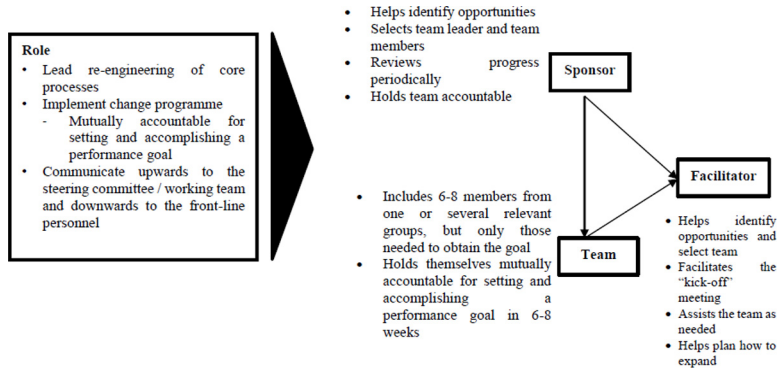 Role
• Lead re-engineering of core
processes
• Implement change programme
- Mutually accountable for
setting and accomplishing a
performance goal
• Communicate upwards to the
steering committee / working team
and downwards to the front-line
personnel
• Helps identify opportunities
• Selects team leader and team
members
• Reviews progress
periodically
• Holds team accountable
Sponsor
Facilitator
• Includes 6-8 members from
one or several relevant
groups, but only those
needed to obtain the goal
• Holds themselves mutually
accountable for setting and
accomplishing a
performance goal in 6-8
weeks
Team
• Helps identify
opportunities and
select team
• Facilitates the
“kick-off”
meeting
• Assists the team as
needed
• Helps plan how to
expand